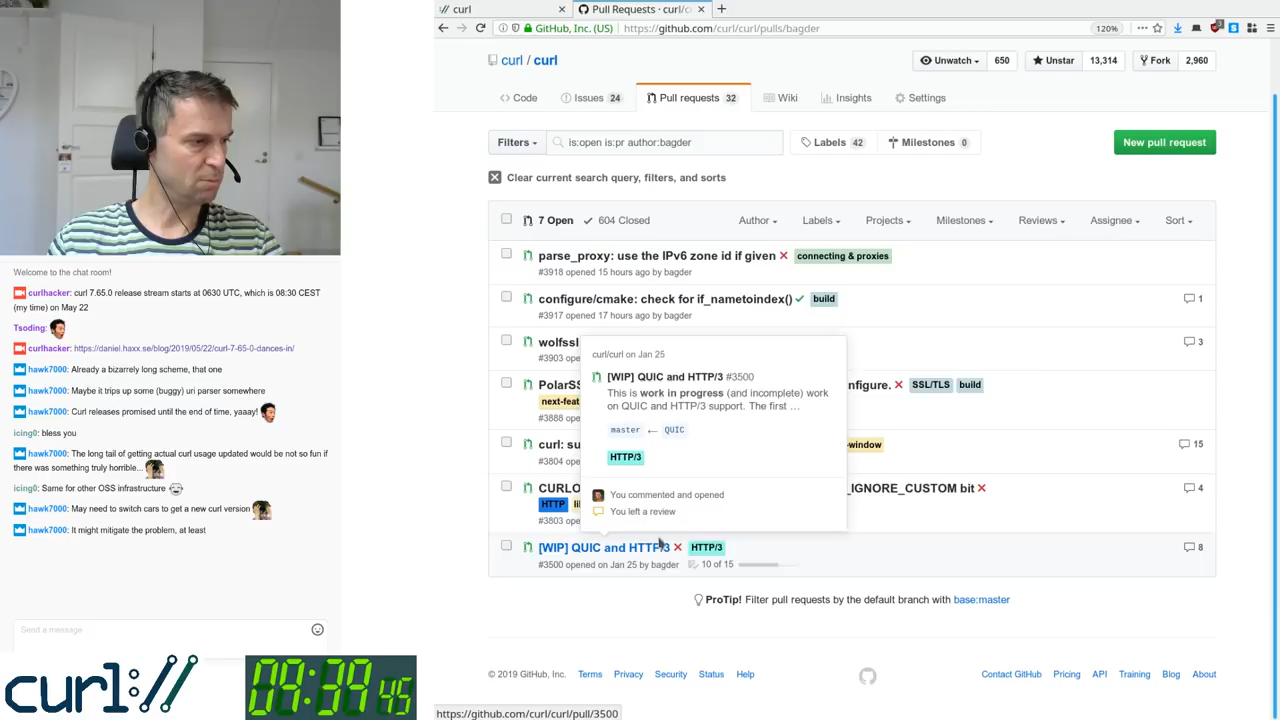 curl
Pull Requests · curl/c
GitHub, Inc. (US)
https://github.com/curl/curl/pulls/bagder
120%
curl / curl
Unwatch 650
Unstar 13,314
Fork 2,960
Code
Issues 24
Pull requests 32
Wiki
Insights
Settings
Filters
is:open is:pr author:bagder
Labels 42
Milestones 0
New pull request
Clear current search query, filters, and sorts
7 Open
604 Closed
Author
Labels
Projects
Milestones
Reviews
Assignee
Sort
parse_proxy: use the IPv6 zone id if given
connecting & proxies
#3918 opened 15 hours ago by bagder
configure/cmake: check for if_nametoindex()
build
1
#3917 opened 17 hours ago by bagder
wolfssl
3
#3903 ope
PolarSS
nfigure.
SSL/TLS
build
next-feat
#3888 ope
curl: su
-window
15
#3804 ope
CURLO
_IGNORE_CUSTOM bit
4
HTTP
#3803 ope
curl/curl on Jan 25
[WIP] QUIC and HTTP/3 #3500
This is work in progress (and incomplete) work
on QUIC and HTTP/3 support. The first ...
master ← QUIC
HTTP/3
You commented and opened
You left a review
[WIP] QUIC and HTTP/3
HTTP/3
8
#3500 opened on Jan 25 by bagder
10 of 15
ProTip! Filter pull requests by the default branch with base:master
© 2019 GitHub, Inc.
Terms
Privacy
Security
Status
Help
Contact GitHub
Pricing
API
Training
Blog
About
https://github.com/curl/curl/pull/3500
Welcome to the chat room!
curlhacker: curl 7.65.0 release stream starts at 0630 UTC, which is 08:30 CEST
(my time) on May 22
Tsoding:
curlhacker: https://daniel.haxx.se/blog/2019/05/22/curl-7-65-0-dances-in/
hawk7000: Already a bizarrely long scheme, that one
hawk7000: Maybe it trips up some (buggy) uri parser somewhere
hawk7000: Curl releases promised until the end of time, yaaay!
icing0: bless you
hawk7000: The long tail of getting actual curl usage updated would be not so fun if
there was something truly horrible...
icing0: Same for other OSS infrastructure
hawk7000: May need to switch cars to get a new curl version
hawk7000: It might mitigate the problem, at least
Send a message
curl://